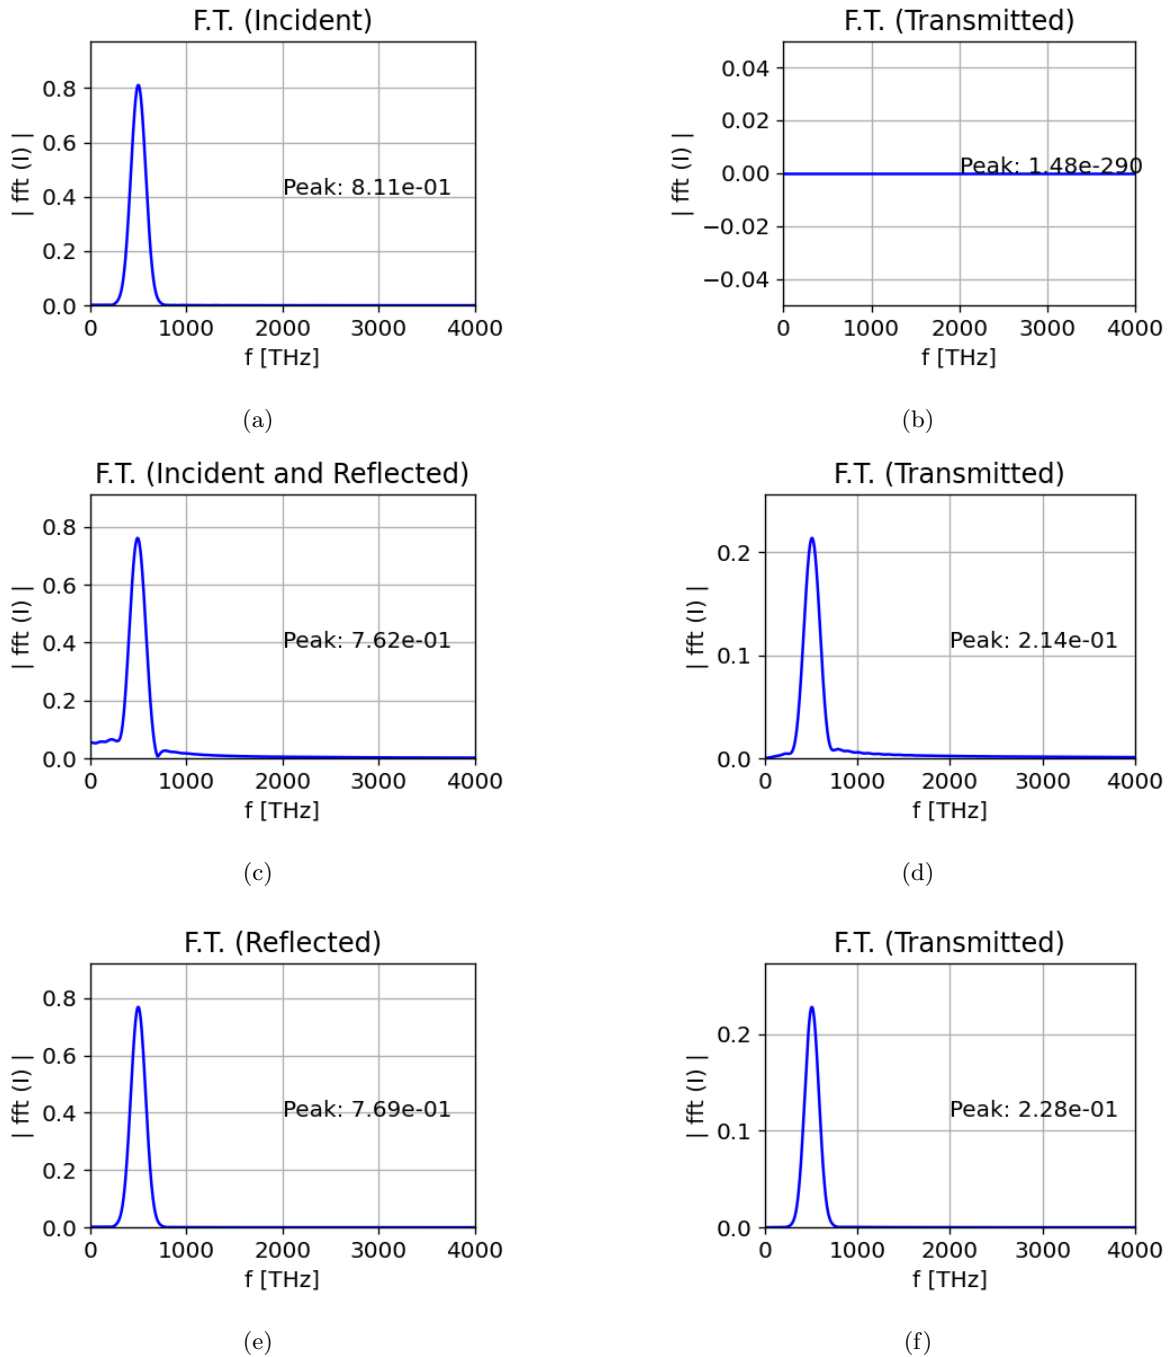 F.T. (Incident)
| fft (I) |
0.8
0.6
0.4
0.2
0.0
Peak: 8.11e-01
0 1000 2000 3000 4000
f [THz]
(a)
F.T. (Transmitted)
| fft (I) |
0.04
0.02
0.00
−0.02
−0.04
Peak: 1.48e-290
0 1000 2000 3000 4000
f [THz]
(b)
F.T. (Incident and Reflected)
| fft (I) |
0.8
0.6
0.4
0.2
0.0
Peak: 7.62e-01
0 1000 2000 3000 4000
f [THz]
(c)
F.T. (Transmitted)
| fft (I) |
0.2
0.1
0.0
Peak: 2.14e-01
0 1000 2000 3000 4000
f [THz]
(d)
F.T. (Reflected)
| fft (I) |
0.8
0.6
0.4
0.2
0.0
Peak: 7.69e-01
0 1000 2000 3000 4000
f [THz]
(e)
F.T. (Transmitted)
| fft (I) |
0.2
0.1
0.0
Peak: 2.28e-01
0 1000 2000 3000 4000
f [THz]
(f)